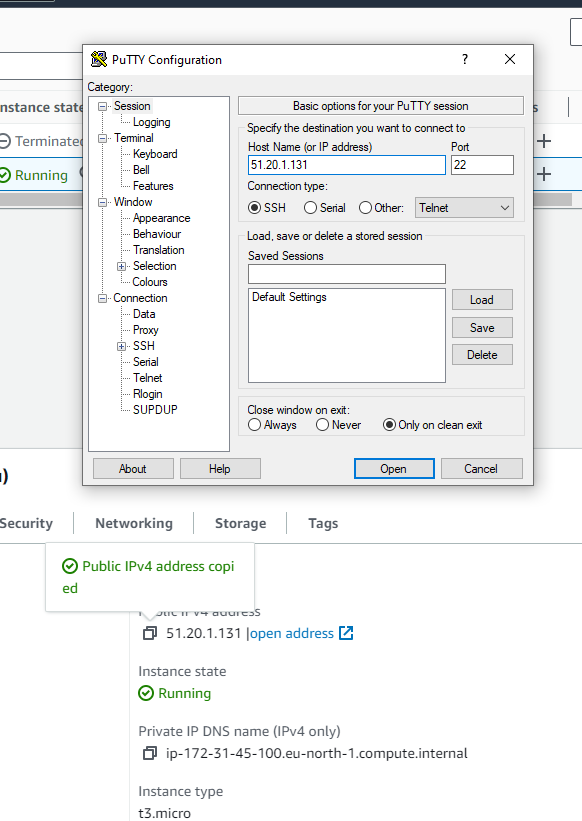 PuTTY Configuration
?
Category:
Session
Logging
Terminal
Keyboard
Bell
Features
Window
Appearance
Behaviour
Translation
Selection
Colours
Connection
Data
Proxy
SSH
Serial
Telnet
Rlogin
SUPDUP
Basic options for your PuTTY session
Specify the destination you want to connect to
Host Name (or IP address) Port
51.20.1.131 22
Connection type:
SSH Serial Other: Telnet
Load, save or delete a stored session
Saved Sessions
Default Settings
Load
Save
Delete
Close window on exit:
Always Never Only on clean exit
About Help Open Cancel
nstance state
Terminated
Running
Security Networking Storage Tags
Public IPv4 address copi
ed
Public IPv4 address
51.20.1.131 |open address
Instance state
Running
Private IP DNS name (IPv4 only)
ip-172-31-45-100.eu-north-1.compute.internal
Instance type
t3.micro